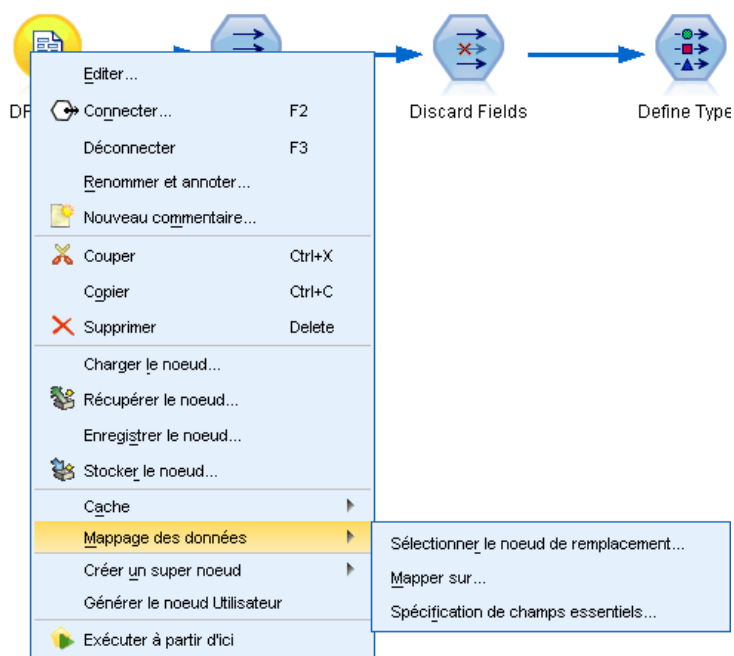 DR
Discard Fields
Define Type
Editer...
Connecter... F2
Déconnecter F3
Renommer et annoter...
Nouveau commentaire...
Couper Ctrl+X
Copier Ctrl+C
Supprimer Delete
Charger le noeud...
Récupérer le noeud...
Enregistrer le noeud...
Stocker le noeud...
Cache
Mappage des données
Sélectionner le noeud de remplacement...
Mapper sur...
Spécification de champs essentiels...
Créer un super noeud
Générer le noeud Utilisateur
Exécuter à partir d'ici